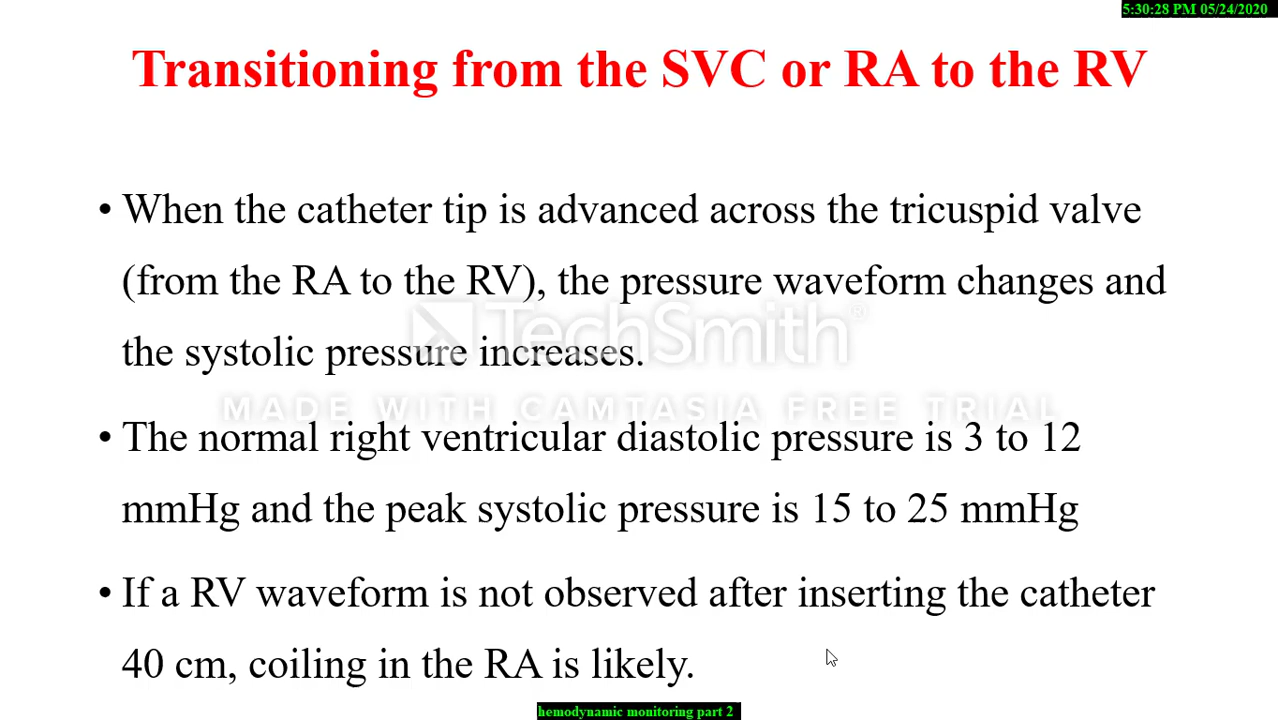 5:30:28 PM 05/24/2020
Transitioning from the SVC or RA to the RV
• When the catheter tip is advanced across the tricuspid valve
(from the RA to the RV), the pressure waveform changes and
the systolic pressure increases.
TechSmith®
MADE WITH CAMTASIA FREE TRIAL
• The normal right ventricular diastolic pressure is 3 to 12
mmHg and the peak systolic pressure is 15 to 25 mmHg
• If a RV waveform is not observed after inserting the catheter
40 cm, coiling in the RA is likely.
hemodynamic monitoring part 2